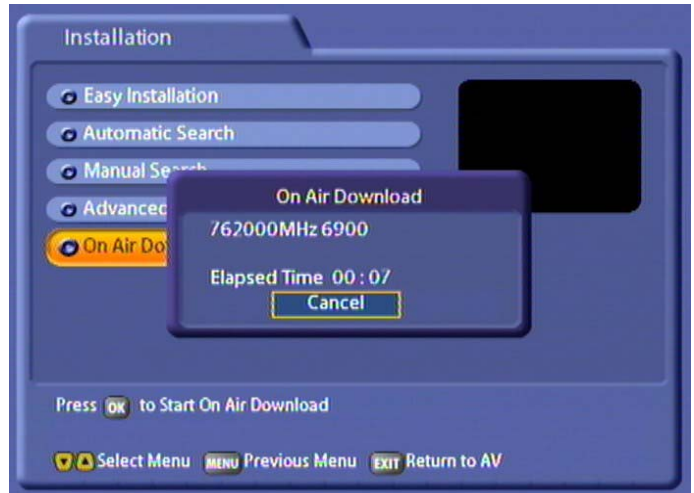 Installation
Easy Installation
Automatic Search
Manual Search
Advanced
On Air Do
On Air Download
762000MHz 6900
Elapsed Time 00:07
Cancel
Press OK to Start On Air Download
Select Menu MENU Previous Menu EXIT Return to AV